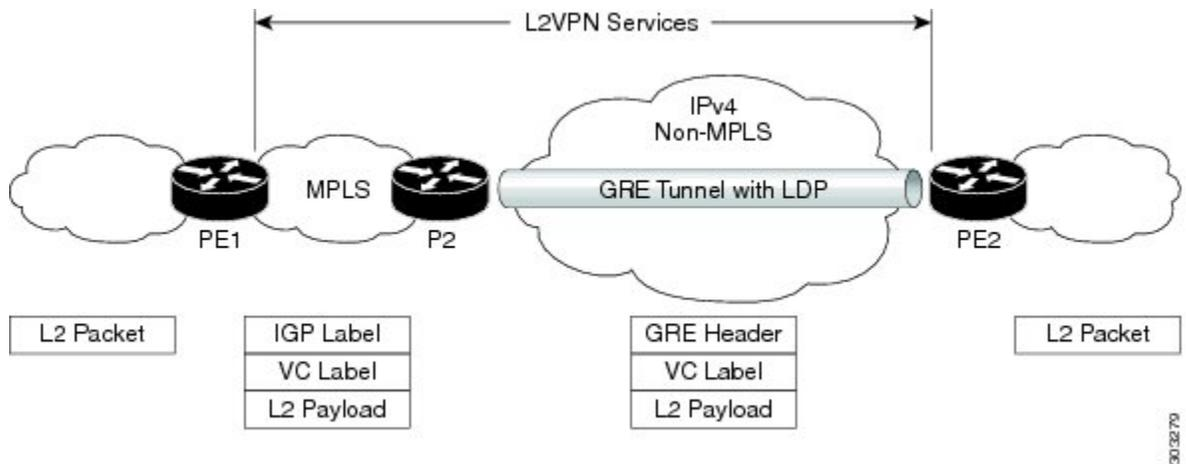 L2VPN Services
IPv4
Non-MPLS
MPLS
GRE Tunnel with LDP
PE1
P2
PE2
L2 Packet
IGP Label
VC Label
L2 Payload
GRE Header
VC Label
L2 Payload
L2 Packet
303279